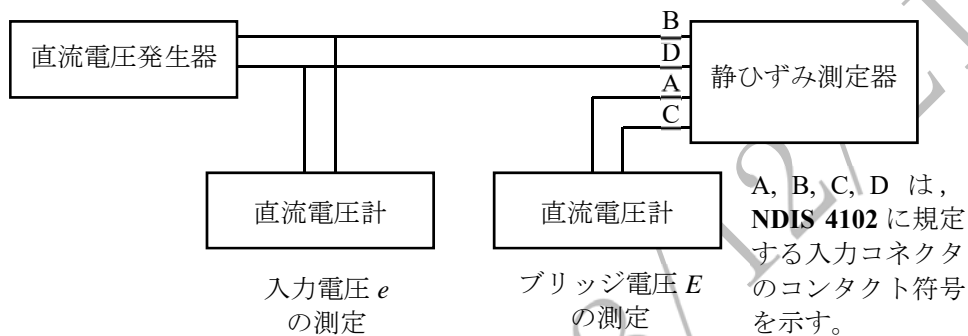 直流電圧発生器
B
D
A
C
静ひずみ測定器
直流電圧計
直流電圧計
入力電圧 e
の測定
ブリッジ電圧 E
の測定
A, B, C, D は,
NDIS 4102 に規定
する入力コネクタ
のコンタクト符号
を示す。